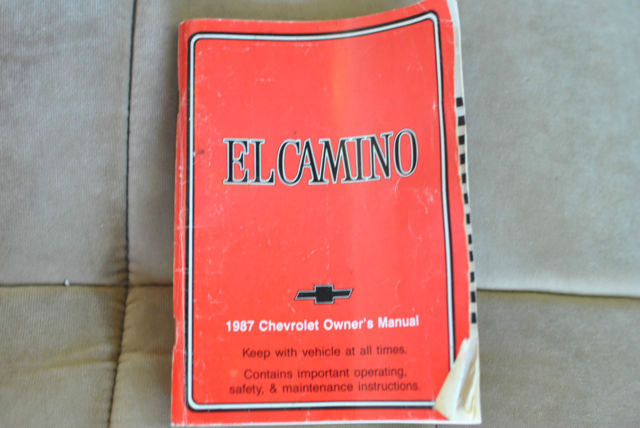 EL CAMINO
1987 Chevrolet Owner's Manual
Keep with vehicle at all times.
Contains important operating,
safety, & maintenance instructions.